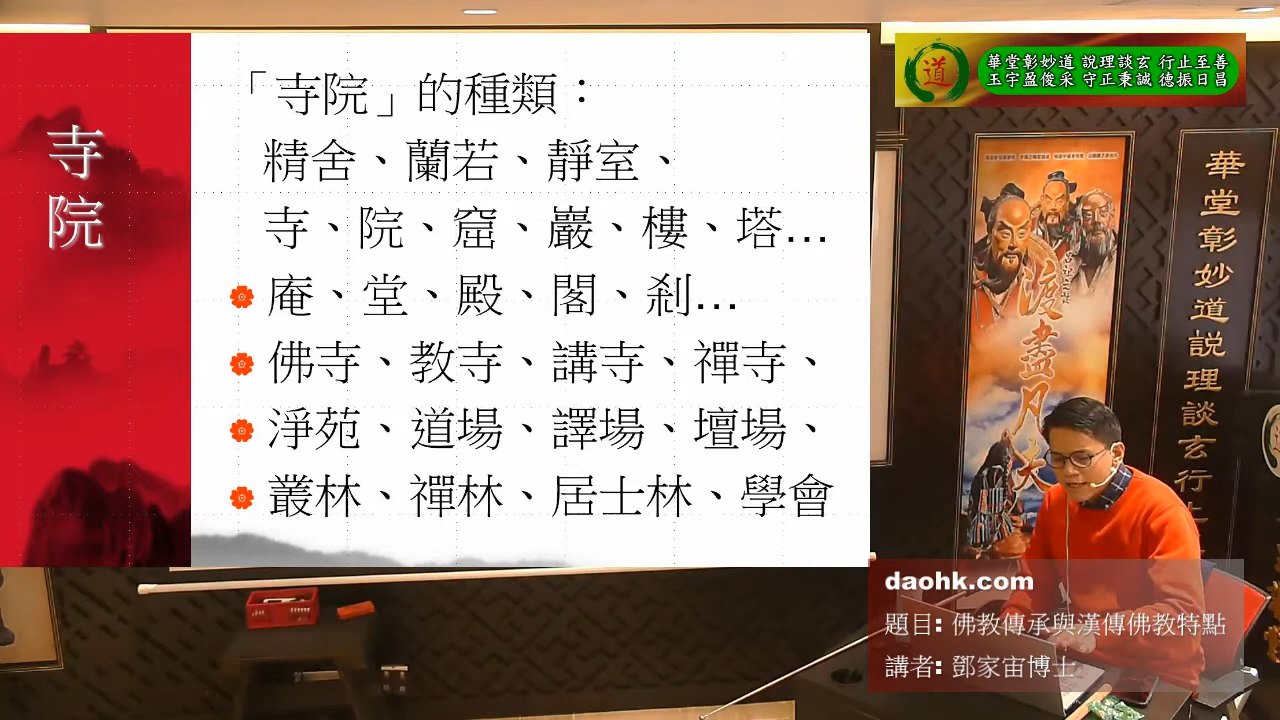 寺院
「寺院」的種類：
精舍、蘭若、靜室、
寺、院、窟、巖、樓、塔…
庵、堂、殿、閣、剎…
佛寺、教寺、講寺、禪寺、
淨苑、道場、譯場、壇場、
叢林、禪林、居士林、學會
道
華堂彰妙道 說理談玄 行止至善
玉宇盈俊采 守正秉誠 德振日昌
渡盡凡夫
華堂彰妙道說理談玄行止
daohk.com
題目: 佛教傳承與漢傳佛教特點
講者: 鄧家宙博士